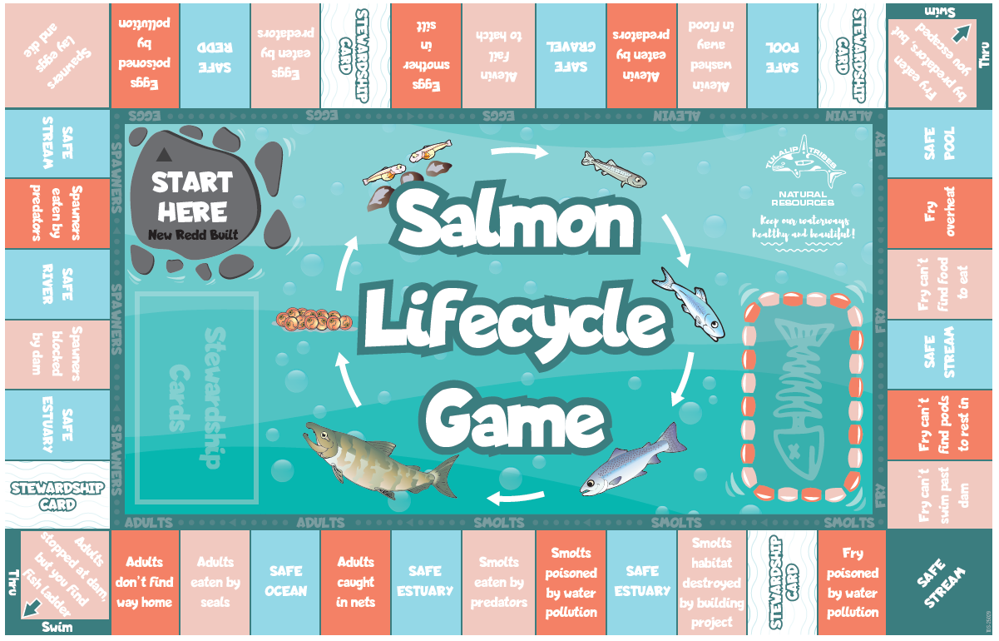 Spawners
Lay eggs
and die
Eggs
poisoned
by
pollution
SAFE
REDD
Eggs
eaten by
predators
STEWARDSHIP
CARD
Eggs
smother
in
silt
Alevin
fail
to hatch
SAFE
GRAVEL
Alevin
eaten by
predators
Alevin
washed
away
in flood
SAFE
POOL
STEWARDSHIP
CARD
Fry eaten
by predators, but
you escaped
Swim
Thru
EGGS
EGGS
EGGS
ALEVIN
ALEVIN
SAFE
STREAM
Spawners
eaten by
predators
SAFE
RIVER
Spawners
blocked
by dam
SAFE
ESTUARY
STEWARDSHIP
CARD
SPAWNERS
SPAWNERS
SPAWNERS
START
HERE
New Redd Built
Stewardship
Cards
Salmon
Lifecycle
Game
TULALIP TRIBES
NATURAL
RESOURCES
Keep our waterways
healthy and beautiful!
FRY
FRY
FRY
SAFE
POOL
Fry
overheat
Fry can't
find food
to eat
SAFE
STREAM
Fry can't
find pools
to rest in
Fry can't
swim past
dam
ADULTS
ADULTS
SMOLTS
SMOLTS
SMOLTS
Adults
stopped at dam,
but you find
fish ladder
Thru
Swim
Adults
don't find
way home
Adults
eaten by
seals
SAFE
OCEAN
Adults
caught
in nets
SAFE
ESTUARY
Smolts
eaten by
predators
Smolts
poisoned
by water
pollution
SAFE
ESTUARY
Smolts
habitat
destroyed
by building
project
STEWARDSHIP
CARD
Fry
poisoned
by water
pollution
SAFE
STREAM